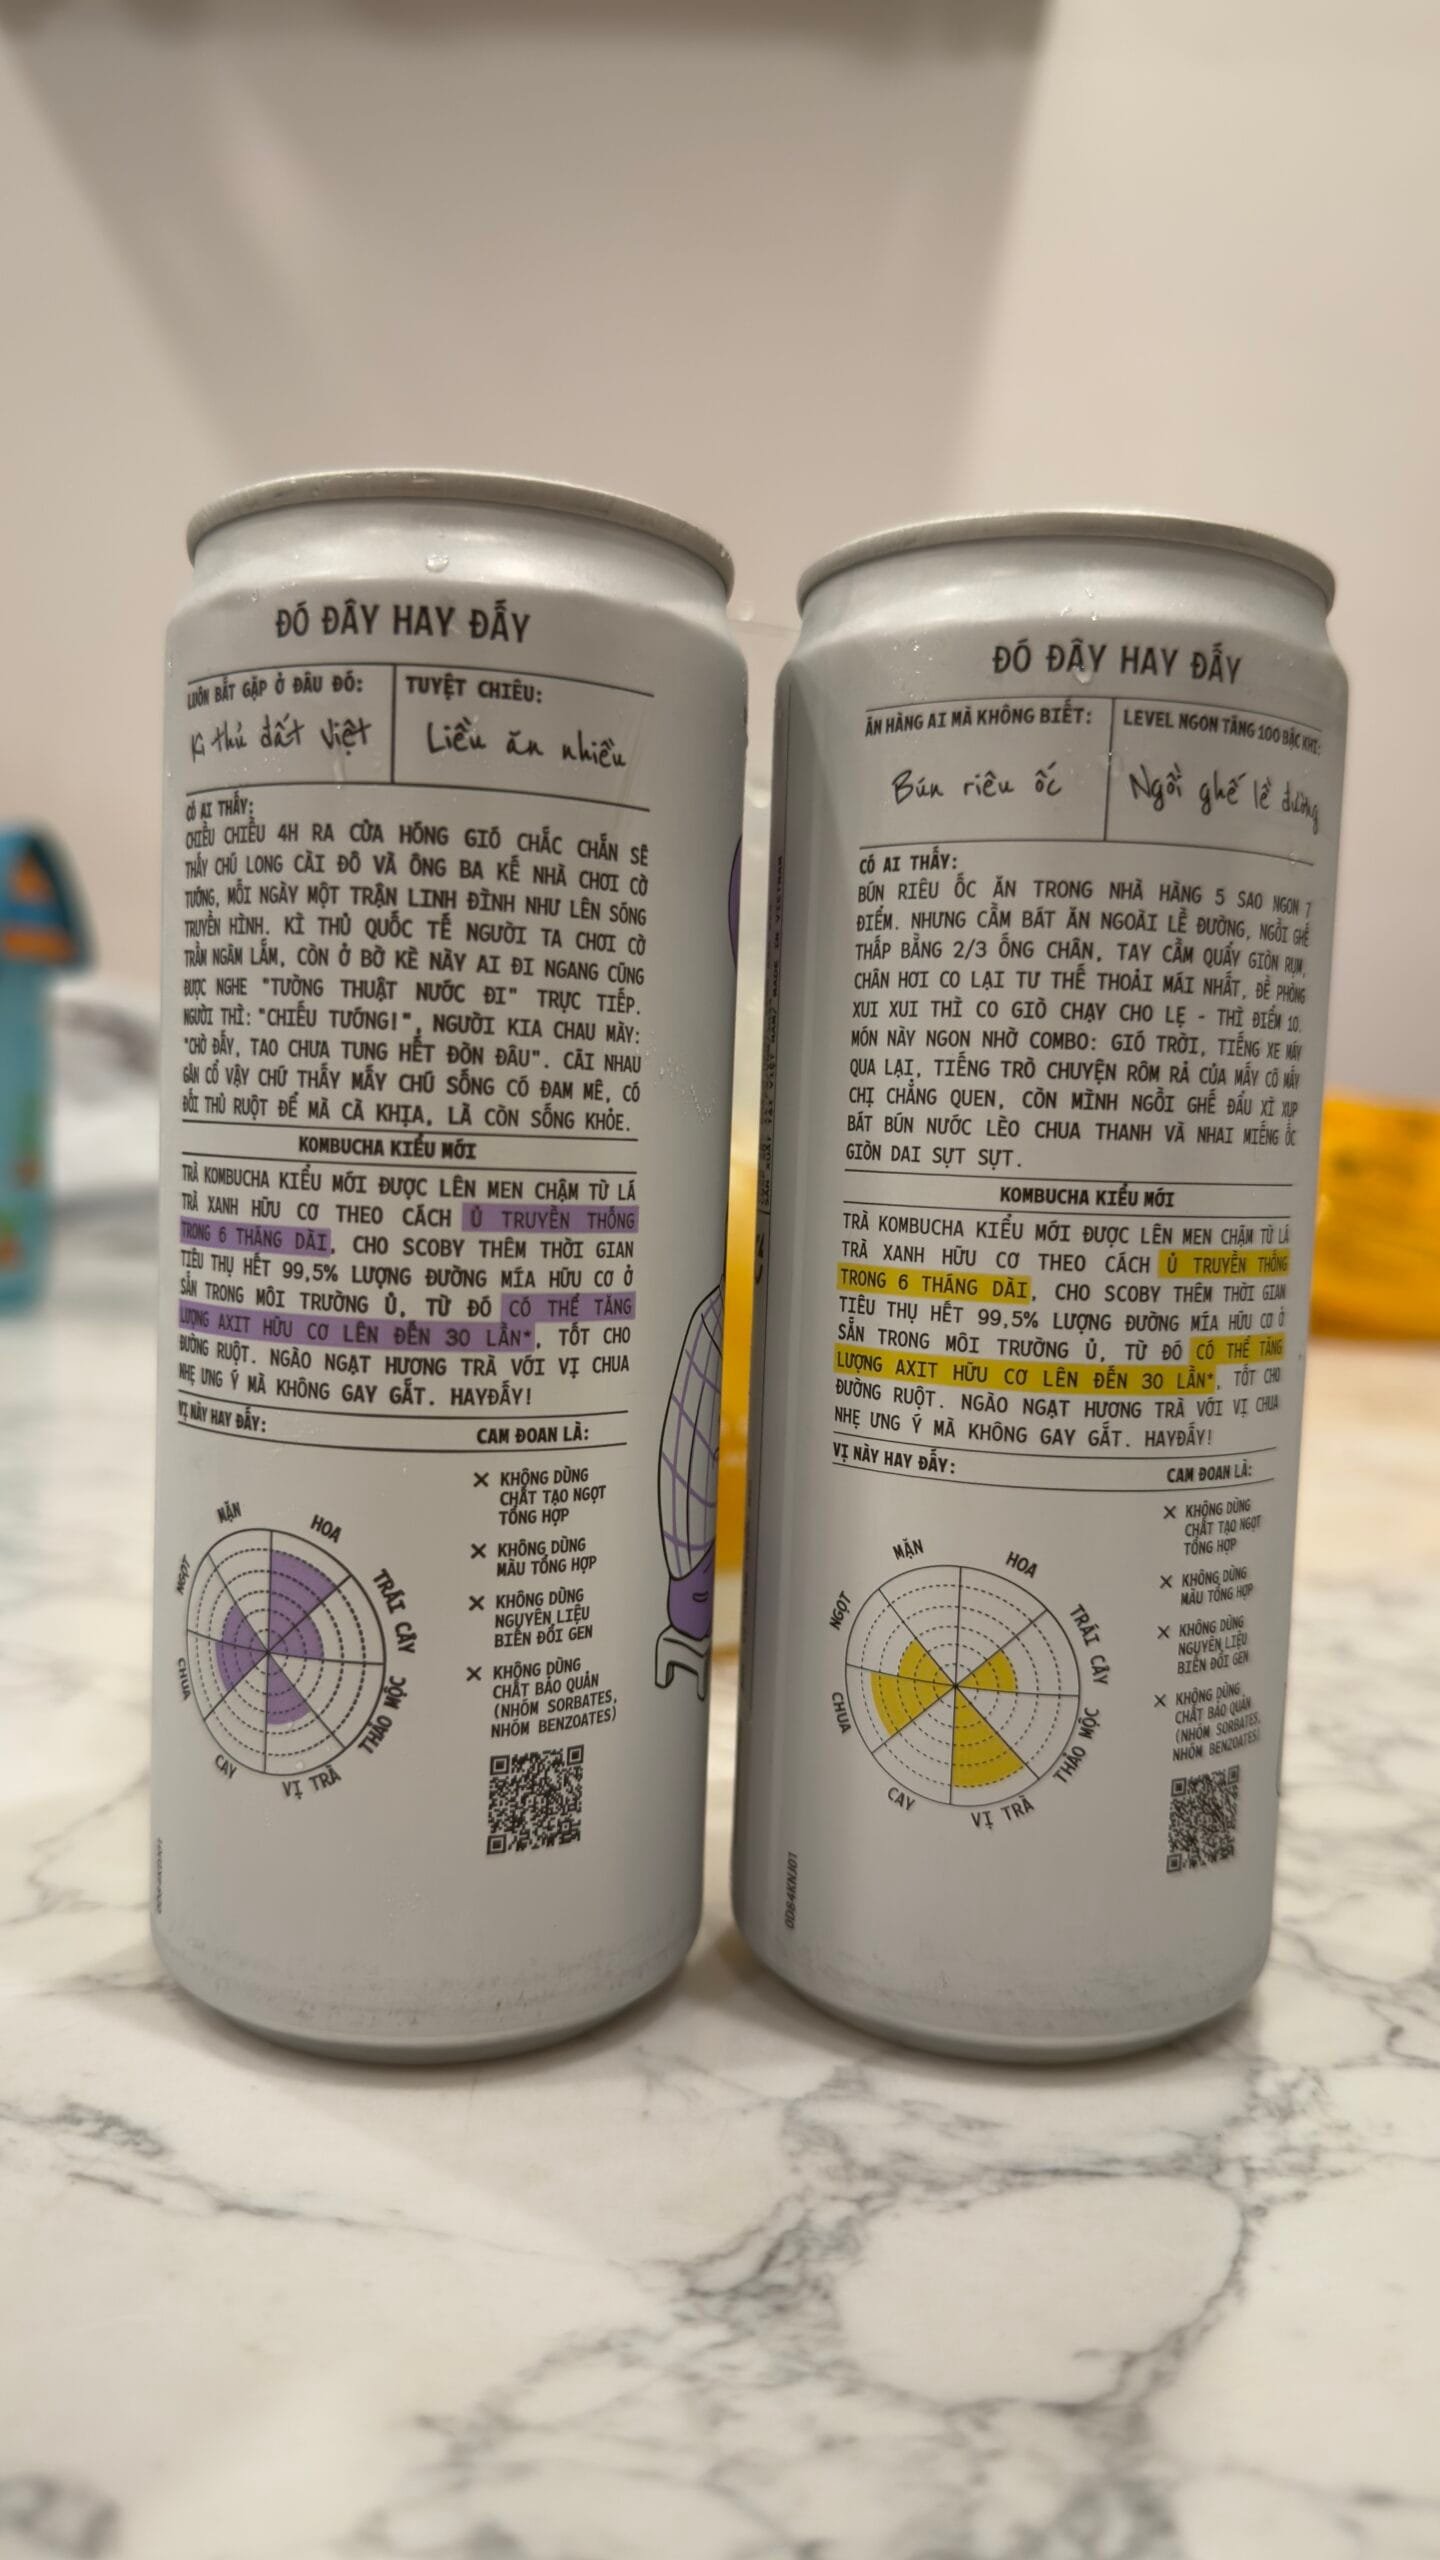 ĐÓ ĐÂY HAY ĐẤY
LUÔN BẮT GẶP Ở ĐÂU ĐÓ:
Kì thủ đất Việt
TUYỆT CHIÊU:
Liều ăn nhiều
CÓ AI THẤY:
CHIỀU CHIỀU 4H RA CỬA HÓNG GIÓ CHẮC CHẮN SẼ
THẤY CHÚ LONG CÀI ĐÔ VÀ ÔNG BA KẾ NHÀ CHƠI CỜ
TƯỚNG, MỖI NGÀY MỘT TRẬN LINH ĐÌNH NHƯ LÊN SÓNG
TRUYỀN HÌNH. KÌ THỦ QUỐC TẾ NGƯỜI TA CHƠI CỜ
TRẦM NGÂM LẮM, CÒN Ở BỜ KÈ NÀY AI ĐI NGANG CŨNG
ĐƯỢC NGHE "TƯỜNG THUẬT NƯỚC ĐI" TRỰC TIẾP.
NGƯỜI THÌ: "CHIẾU TƯỚNG!", NGƯỜI KIA CHAU MÀY:
"CHỜ ĐẤY, TAO CHƯA TUNG HẾT ĐÒN ĐÂU". CÃI NHAU
GÂN CỔ VẬY CHỨ THẤY MẤY CHÚ SỐNG CÓ ĐAM MÊ, CÓ
ĐỐI THỦ RUỘT ĐỂ MÀ CÀ KHỊA, LÀ CÒN SỐNG KHỎE.
KOMBUCHA KIỂU MỚI
TRÀ KOMBUCHA KIỂU MỚI ĐƯỢC LÊN MEN CHẬM TỪ LÁ
TRÀ XANH HỮU CƠ THEO CÁCH Ủ TRUYỀN THỐNG
TRONG 6 THÁNG DÀI, CHO SCOBY THÊM THỜI GIAN
TIÊU THỤ HẾT 99,5% LƯỢNG ĐƯỜNG MÍA HỮU CƠ Ở
SẴN TRONG MÔI TRƯỜNG Ủ, TỪ ĐÓ CÓ THỂ TĂNG
LƯỢNG AXIT HỮU CƠ LÊN ĐẾN 30 LẦN*, TỐT CHO
ĐƯỜNG RUỘT. NGÀO NGẠT HƯƠNG TRÀ VỚI VỊ CHUA
NHẸ ƯNG Ý MÀ KHÔNG GAY GẮT. HAYĐẤY!
VỊ NÀY HAY ĐẤY:
MẶN
HOA
TRÁI CÂY
THẢO MỘC
VỊ TRÀ
CAY
CHUA
NGỌT
CAM ĐOAN LÀ:
× KHÔNG DÙNG
CHẤT TẠO NGỌT
TỔNG HỢP
× KHÔNG DÙNG
MÀU TỔNG HỢP
× KHÔNG DÙNG
NGUYÊN LIỆU
BIẾN ĐỔI GEN
× KHÔNG DÙNG
CHẤT BẢO QUẢN
(NHÓM SORBATES,
NHÓM BENZOATES)
ĐÓ ĐÂY HAY ĐẤY
ĂN HÀNG AI MÀ KHÔNG BIẾT:
Bún riêu ốc
LEVEL NGON TĂNG 100 BẬC KHI:
Ngồi ghế lề đường
CÓ AI THẤY:
BÚN RIÊU ỐC ĂN TRONG NHÀ HÀNG 5 SAO NGON 7
ĐIỂM. NHƯNG CẦM BÁT ĂN NGOÀI LỀ ĐƯỜNG, NGỒI GHẾ
THẤP BẰNG 2/3 ỐNG CHÂN, TAY CẦM QUẨY GIÒN RỤM,
CHÂN HƠI CO LẠI TƯ THẾ THOẢI MÁI NHẤT, ĐỀ PHÒNG
XUI XUI THÌ CO GIÒ CHẠY CHO LẸ - THÌ ĐIỂM 10.
MÓN NÀY NGON NHỜ COMBO: GIÓ TRỜI, TIẾNG XE MÁY
QUA LẠI, TIẾNG TRÒ CHUYỆN RÔM RẢ CỦA MẤY CÔ MẤY
CHỊ CHẲNG QUEN, CÒN MÌNH NGỒI GHẾ ĐẨU XÌ XỤP
BÁT BÚN NƯỚC LÈO CHUA THANH VÀ NHAI MIẾNG ỐC
GIÒN DAI SỰT SỰT.
KOMBUCHA KIỂU MỚI
TRÀ KOMBUCHA KIỂU MỚI ĐƯỢC LÊN MEN CHẬM TỪ LÁ
TRÀ XANH HỮU CƠ THEO CÁCH Ủ TRUYỀN THỐNG
TRONG 6 THÁNG DÀI, CHO SCOBY THÊM THỜI GIAN
TIÊU THỤ HẾT 99,5% LƯỢNG ĐƯỜNG MÍA HỮU CƠ Ở
SẴN TRONG MÔI TRƯỜNG Ủ, TỪ ĐÓ CÓ THỂ TĂNG
LƯỢNG AXIT HỮU CƠ LÊN ĐẾN 30 LẦN*, TỐT CHO
ĐƯỜNG RUỘT. NGÀO NGẠT HƯƠNG TRÀ VỚI VỊ CHUA
NHẸ ƯNG Ý MÀ KHÔNG GAY GẮT. HAYĐẤY!
VỊ NÀY HAY ĐẤY:
MẶN
HOA
TRÁI CÂY
THẢO MỘC
VỊ TRÀ
CAY
CHUA
NGỌT
CAM ĐOAN LÀ:
× KHÔNG DÙNG
CHẤT TẠO NGỌT
TỔNG HỢP
× KHÔNG DÙNG
MÀU TỔNG HỢP
× KHÔNG DÙNG
NGUYÊN LIỆU
BIẾN ĐỔI GEN
× KHÔNG DÙNG
CHẤT BẢO QUẢN
(NHÓM SORBATES,
NHÓM BENZOATES)
0D84KNJ01